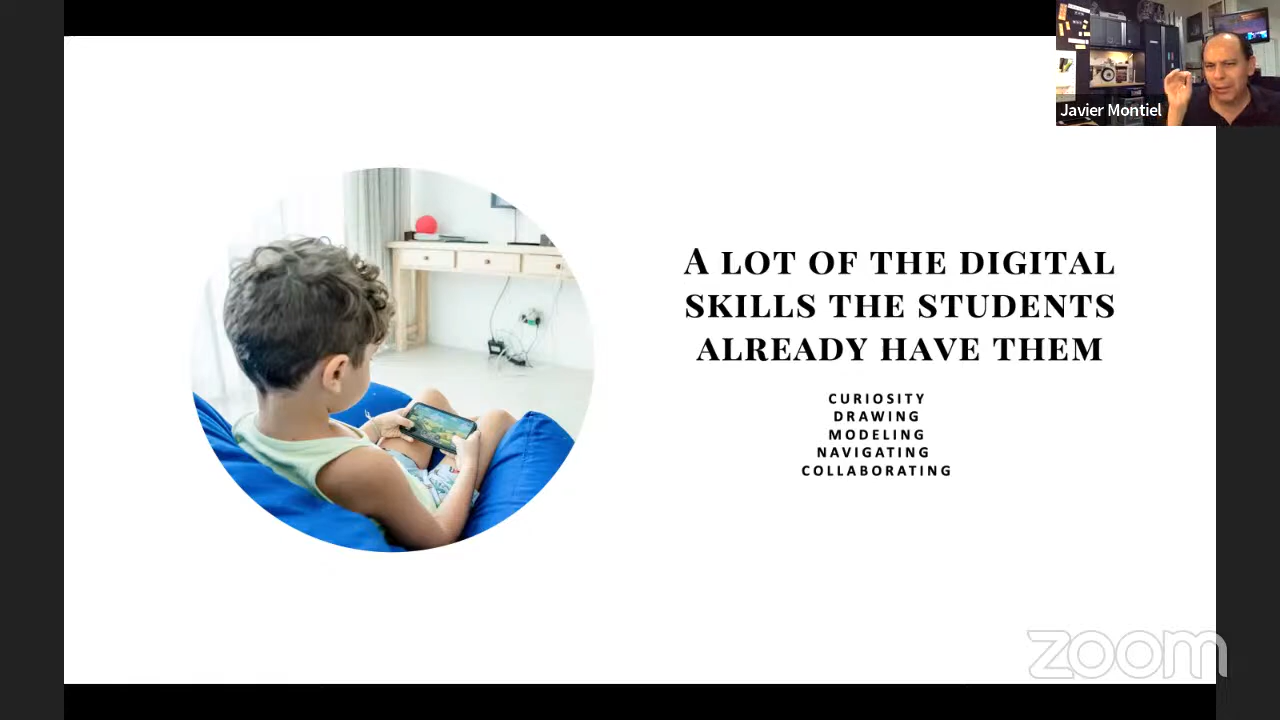 Javier Montiel
A LOT OF THE DIGITAL
SKILLS THE STUDENTS
ALREADY HAVE THEM
CURIOSITY
DRAWING
MODELING
NAVIGATING
COLLABORATING
zoom